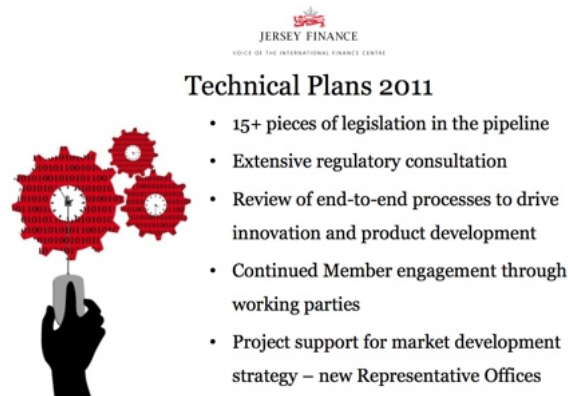 JERSEY FINANCE
VOICE OF THE INTERNATIONAL FINANCE CENTRE
Technical Plans 2011
• 15+ pieces of legislation in the pipeline
• Extensive regulatory consultation
• Review of end-to-end processes to drive
innovation and product development
• Continued Member engagement through
working parties
• Project support for market development
strategy – new Representative Offices